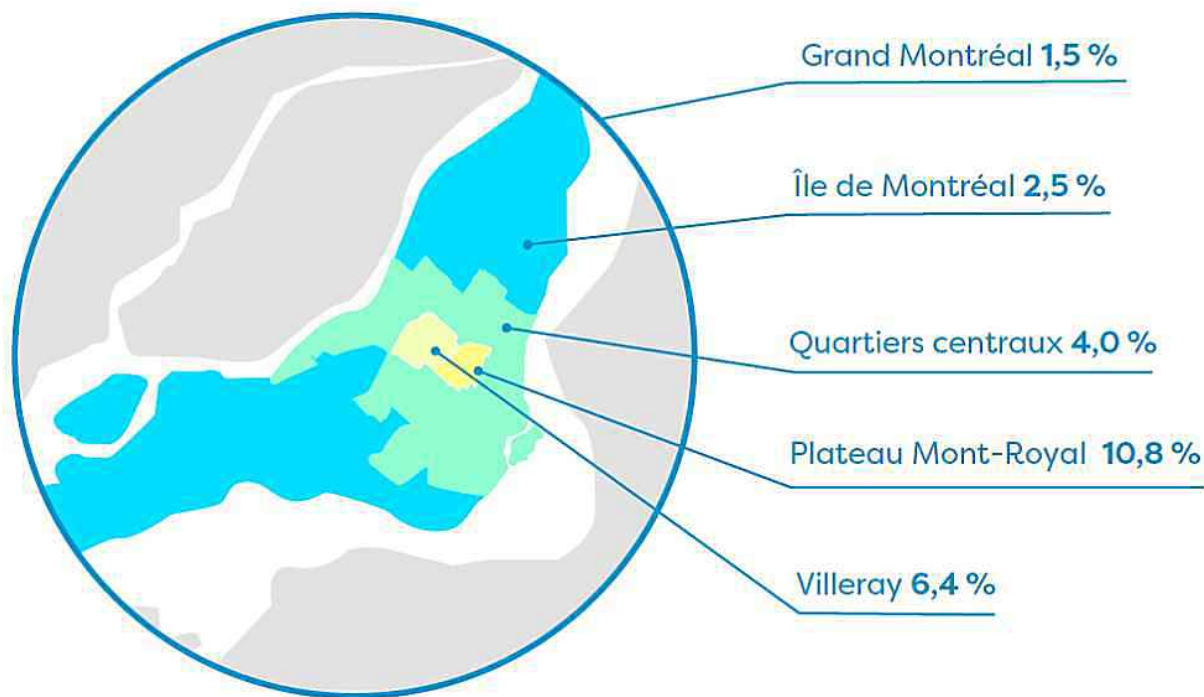 Grand Montréal 1,5 %
Île de Montréal 2,5 %
Quartiers centraux 4,0 %
Plateau Mont-Royal 10,8 %
Villeray 6,4 %